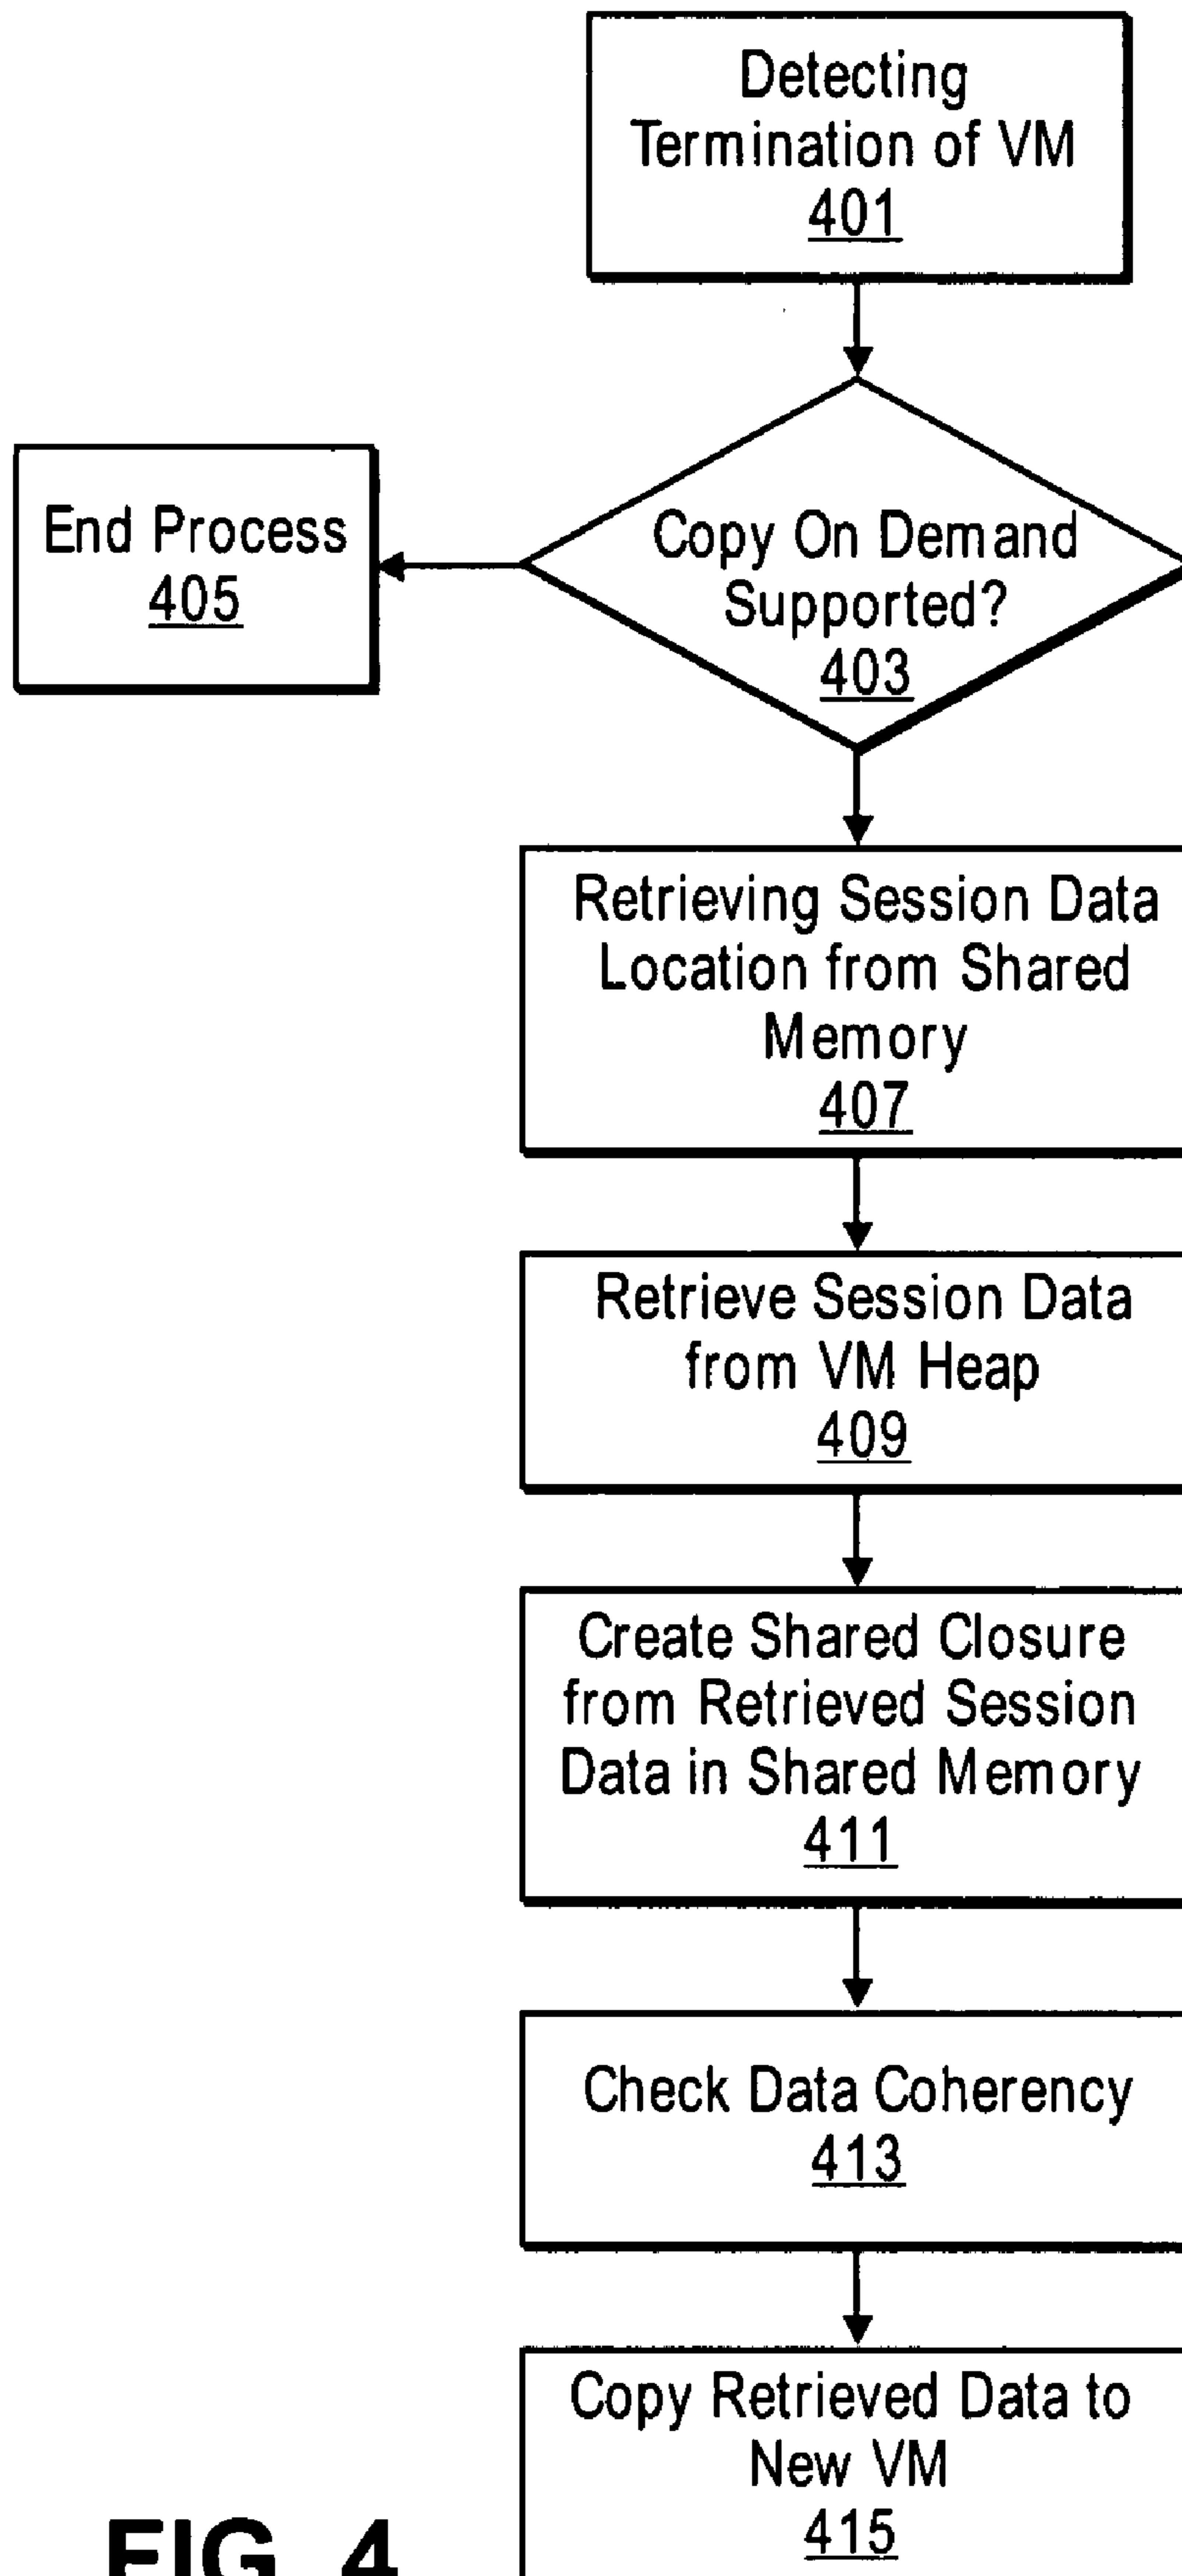 Detecting
Termination of VM
401
End Process
405
Copy On Demand
Supported?
403
Retrieving Session Data
Location from Shared
Memory
407
Retrieve Session Data
from VM Heap
409
Create Shared Closure
from Retrieved Session
Data in Shared Memory
411
Check Data Coherency
413
Copy Retrieved Data to
New VM
415
FIG. 4